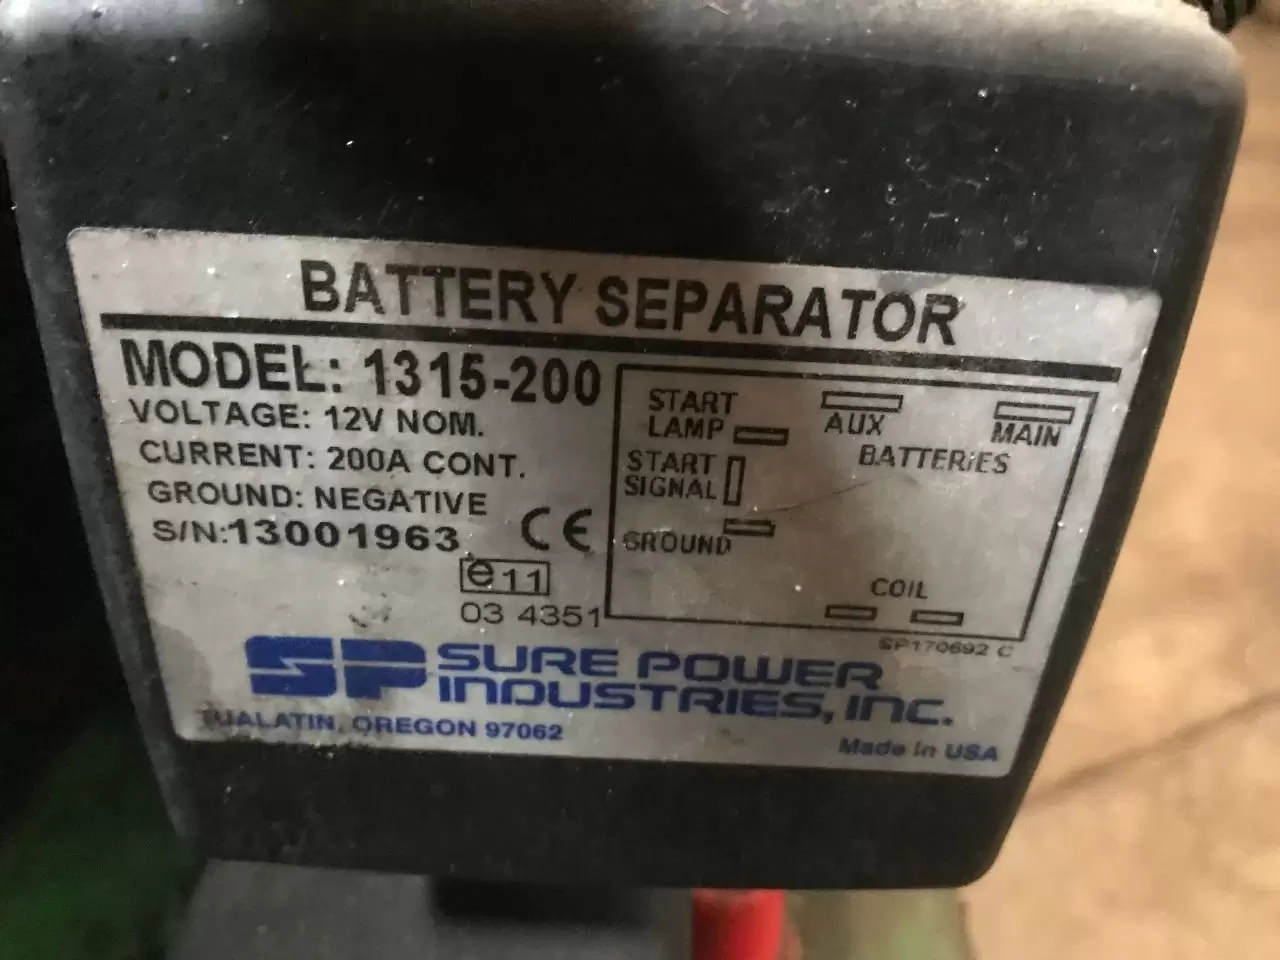 BATTERY SEPARATOR
MODEL: 1315-200
VOLTAGE: 12V NOM.
CURRENT: 200A CONT.
GROUND: NEGATIVE
S/N:13001963
CE
e11
03 4351
START
LAMP
START
SIGNAL
GROUND
AUX
MAIN
BATTERIES
COIL
SP170692 C
SP SURE POWER
INDUSTRIES, INC.
TUALATIN, OREGON 97062
Made in USA